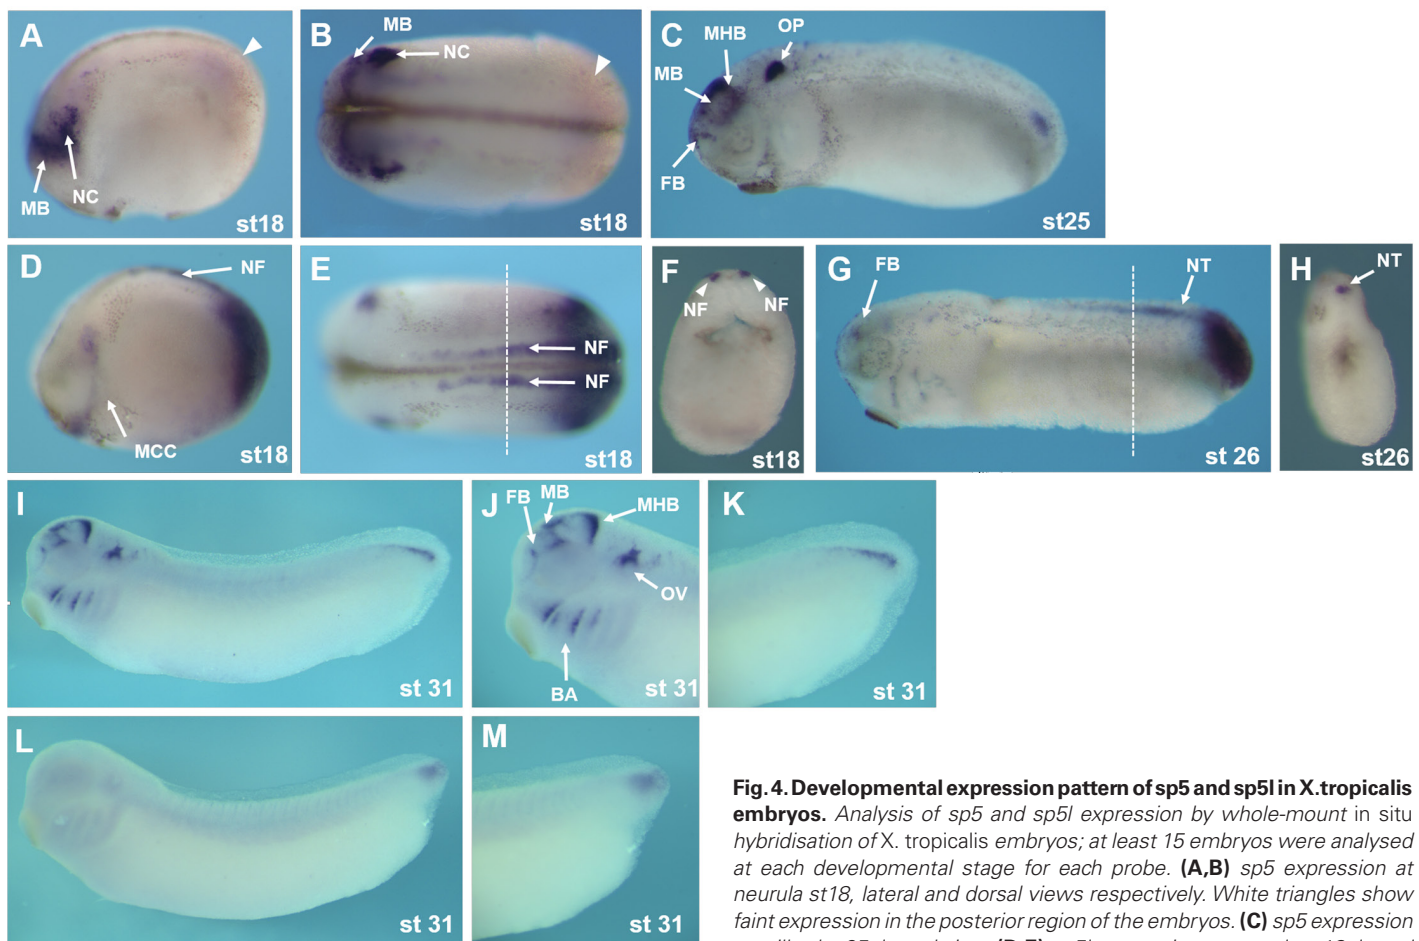 A
MB
NC
st18
B
MB
NC
st18
C
MHB
OP
MB
FB
st25
D
NF
MCC
st18
E
NF
NF
st18
F
NF
NF
st18
G
FB
NT
st 26
H
NT
st26
I
st 31
J
FB
MB
MHB
OV
BA
st 31
K
st 31
L
st 31
M
st 31
Fig. 4. Developmental expression pattern of sp5 and sp5l in X.tropicalis
embryos. Analysis of sp5 and sp5l expression by whole-mount in situ
hybridisation of X. tropicalis embryos; at least 15 embryos were analysed
at each developmental stage for each probe. (A,B) sp5 expression at
neurula st18, lateral and dorsal views respectively. White triangles show
faint expression in the posterior region of the embryos. (C) sp5 expression